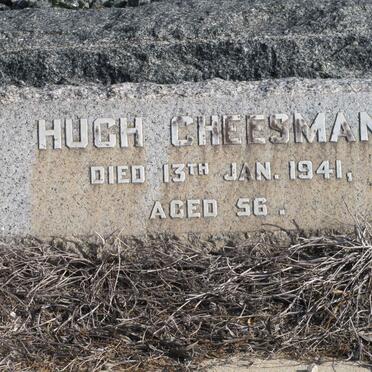 HUGH CHEESMAN
DIED 13TH JAN. 1941,
AGED 56.